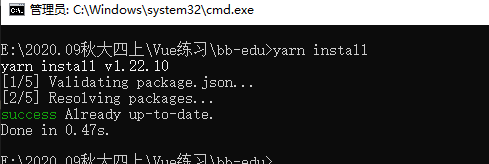 管理员: C:\Windows\system32\cmd.exe
E:\2020.09秋大四上\Vue练习\bb-edu>yarn install
yarn install v1.22.10
[1/5] Validating package.json...
[2/5] Resolving packages...
success Already up-to-date.
Done in 0.47s.
E:\2020.09秋大四上\Vue练习\bb-edu>